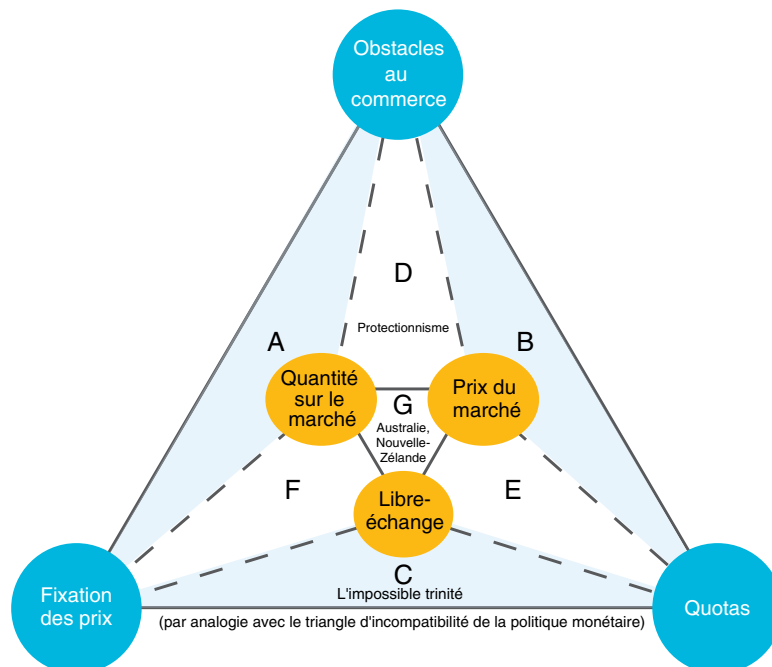 Obstacles
au
commerce
D
Protectionnisme
A
B
Quantité
sur le
marché
Prix du
marché
G
Australie,
Nouvelle-
Zélande
F
E
Libre-
échange
C
L'impossible trinité
Fixation
des prix
Quotas
(par analogie avec le triangle d'incompatibilité de la politique monétaire)